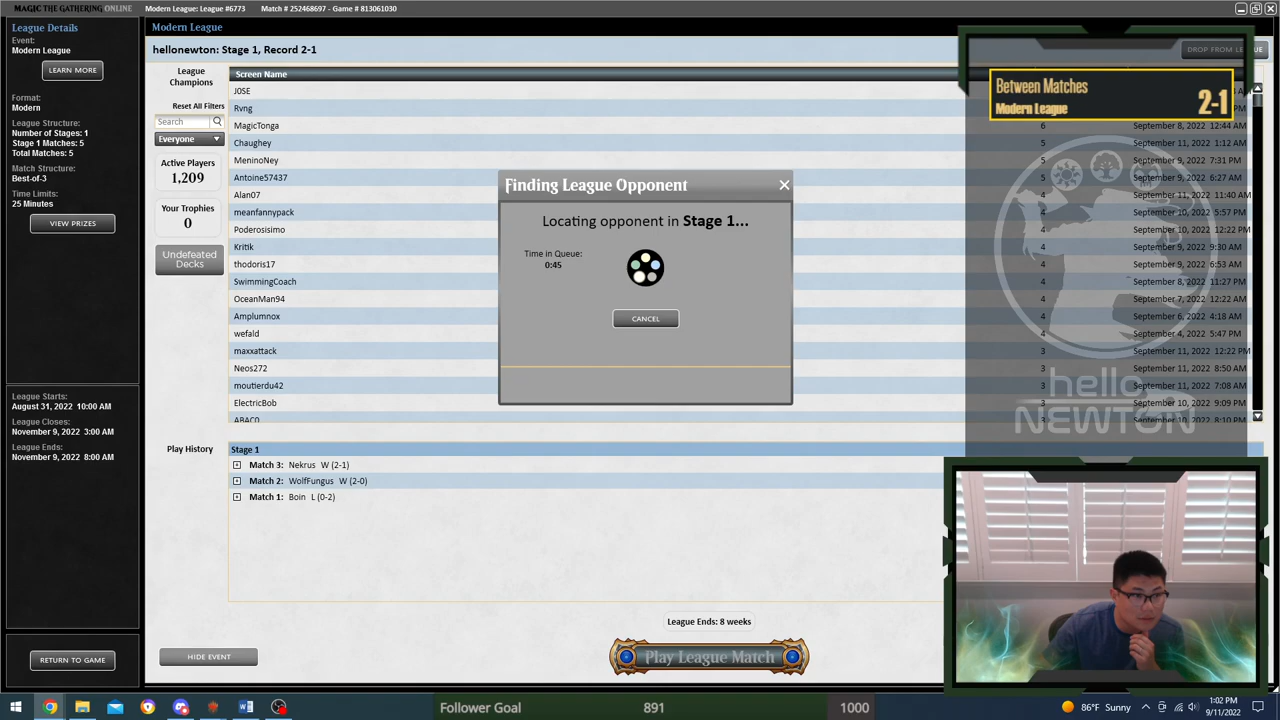 MAGIC THE GATHERING ONLINE
Modern League: League #6773
Match # 252468697 - Game # 813061030
League Details
Event:
Modern League
LEARN MORE
Format:
Modern
League Structure:
Number of Stages: 1
Stage 1 Matches: 5
Total Matches: 5
Match Structure:
Best-of-3
Time Limits:
25 Minutes
VIEW PRIZES
League Starts:
August 31, 2022 10:00 AM
League Closes:
November 9, 2022 3:00 AM
League Ends:
November 9, 2022 8:00 AM
RETURN TO GAME
Modern League
hellonewton: Stage 1, Record 2-1
DROP FROM LEAGUE
League Champions
Reset All Filters
Search
Everyone
Active Players
1,209
Your Trophies
0
Undefeated Decks
Screen Name
J0SE
Rvng
MagicTonga 6 September 8, 2022 12:44 AM
Chaughey 5 September 11, 2022 1:12 AM
MeninoNey 5 September 9, 2022 7:31 PM
Antoine57437 5 September 9, 2022 6:27 AM
Alan07 4 September 11, 2022 11:40 AM
meanfannypack 4 September 10, 2022 5:57 PM
Poderosisimo 4 September 10, 2022 12:22 PM
Kritik 4 September 9, 2022 9:30 AM
thodoris17 4 September 9, 2022 6:53 AM
SwimmingCoach 4 September 8, 2022 11:27 PM
OceanMan94 4 September 7, 2022 12:22 AM
Amplumnox 4 September 6, 2022 4:18 AM
wefald 4 September 4, 2022 5:47 PM
maxxattack 3 September 11, 2022 12:22 PM
Neos272 3 September 11, 2022 8:50 AM
moutierdu42 3 September 11, 2022 7:08 AM
ElectricBob 3 September 10, 2022 9:09 PM
ABAC0 3 September 10, 2022 8:10 PM
Between Matches
Modern League
2-1
hello
NEWTON
Finding League Opponent
Locating opponent in Stage 1...
Time in Queue:
0:45
CANCEL
Play History
Stage 1
Match 3: Nekrus W (2-1)
Match 2: WolfFungus W (2-0)
Match 1: Boin L (0-2)
League Ends: 8 weeks
HIDE EVENT
Play League Match
Follower Goal 891 1000
86°F Sunny
1:02 PM
9/11/2022